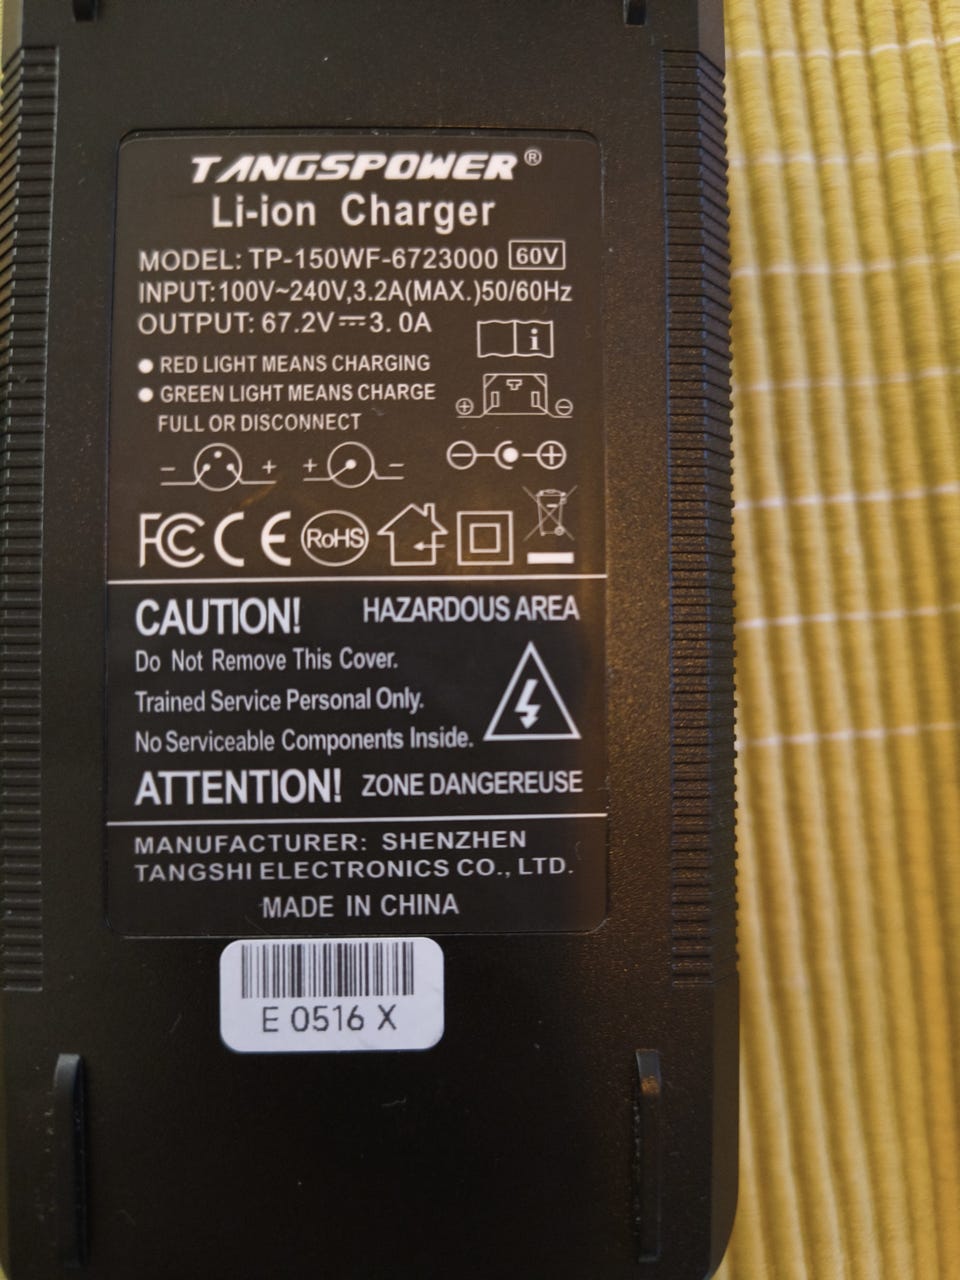 TANGSPOWER®
Li-ion Charger
MODEL: TP-150WF-6723000 60V
INPUT:100V~240V,3.2A(MAX.)50/60Hz
OUTPUT: 67.2V⎓3.0A
i
● RED LIGHT MEANS CHARGING
● GREEN LIGHT MEANS CHARGE
FULL OR DISCONNECT
− + + −
FC CE RoHS
CAUTION! HAZARDOUS AREA
Do Not Remove This Cover.
Trained Service Personal Only.
No Serviceable Components Inside.
ATTENTION! ZONE DANGEREUSE
MANUFACTURER: SHENZHEN
TANGSHI ELECTRONICS CO., LTD.
MADE IN CHINA
E 0516 X